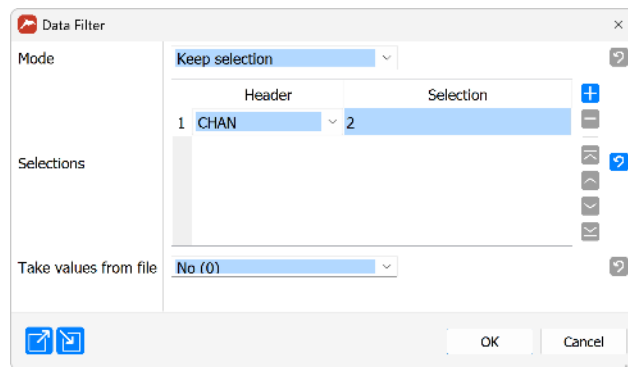 Data Filter
Mode
Keep selection
Header
Selection
1
CHAN
2
Selections
Take values from file
No (0)
OK
Cancel